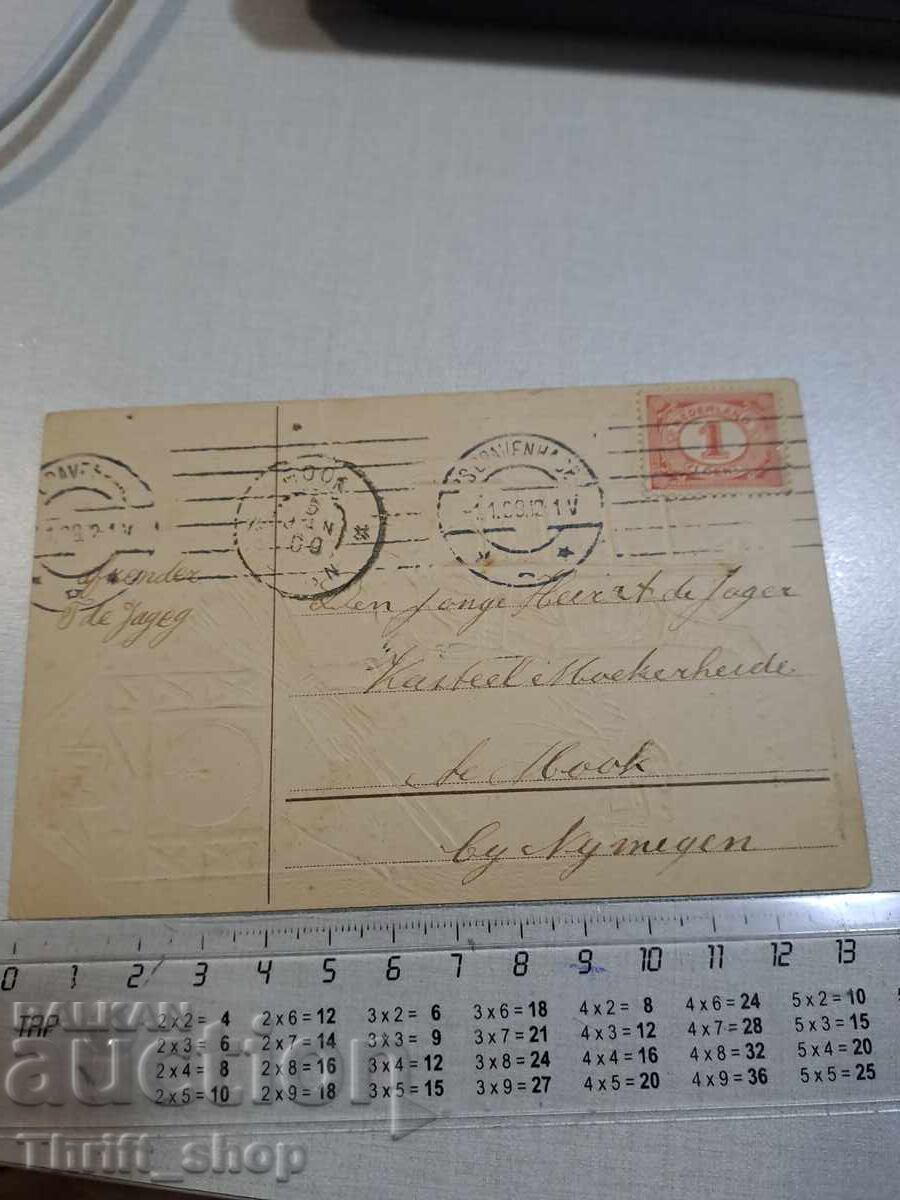 NEDERLAND
1
CENT
'S GRAVENHAGE
-1.1.09.12-1V
Afzender
J de Jager
Den jonge Heer A de Jager
Kasteel Mookerheide
te Mook
by Nymegen
0 1 2 3 4 5 6 7 8 9 10 11 12 13
2 x 2 = 4 2 x 6 = 12 3 x 2 = 6 3 x 6 = 18 4 x 2 = 8 4 x 6 = 24 5 x 2 = 10
2 x 3 = 6 2 x 7 = 14 3 x 3 = 9 3 x 7 = 21 4 x 3 = 12 4 x 7 = 28 5 x 3 = 15
2 x 4 = 8 2 x 8 = 16 3 x 4 = 12 3 x 8 = 24 4 x 4 = 16 4 x 8 = 32 5 x 4 = 20
2 x 5 = 10 2 x 9 = 18 3 x 5 = 15 3 x 9 = 27 4 x 5 = 20 4 x 9 = 36 5 x 5 = 25
BALKAN
auction
Thrift_shop